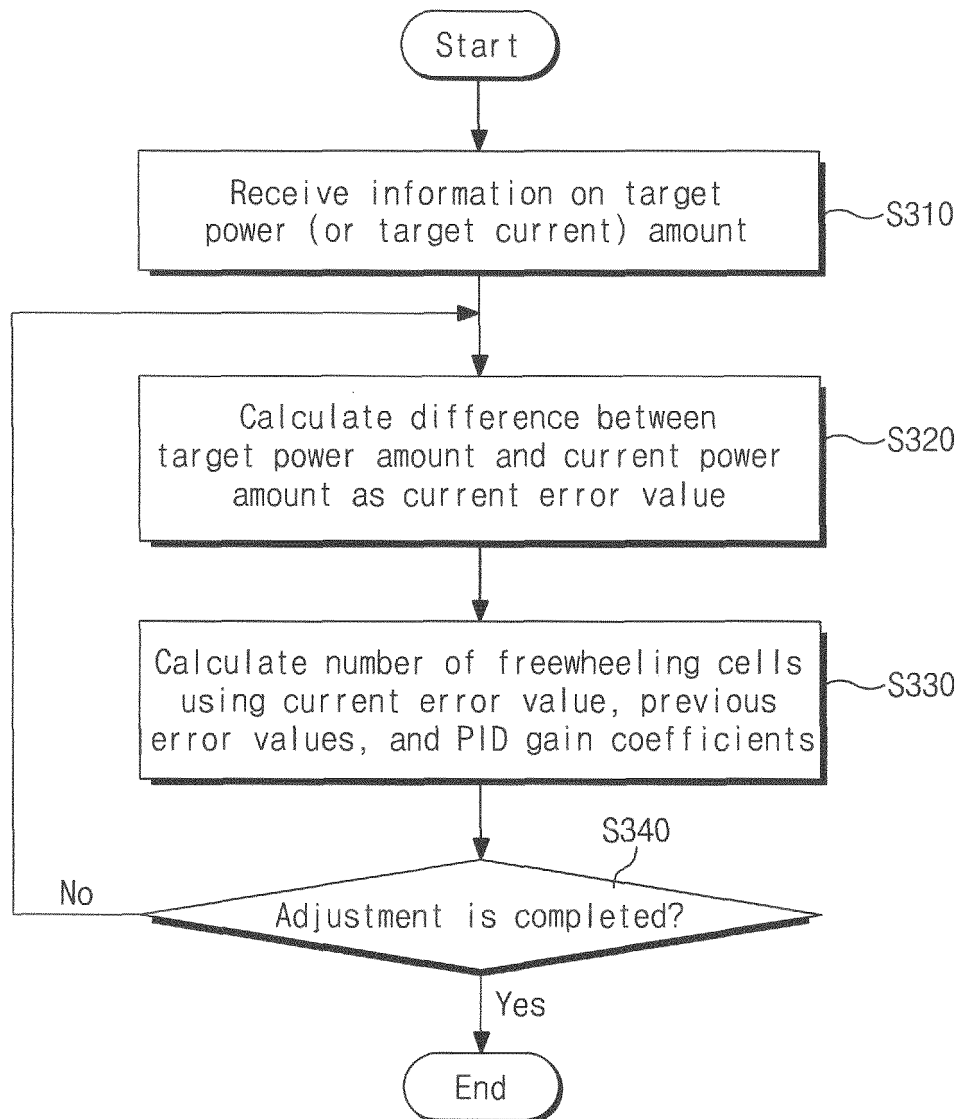 Start
Receive information on target
power (or target current) amount
S310
Calculate difference between
target power amount and current power
amount as current error value
S320
Calculate number of freewheeling cells
using current error value, previous
error values, and PID gain coefficients
S330
S340
No
Adjustment is completed?
Yes
End